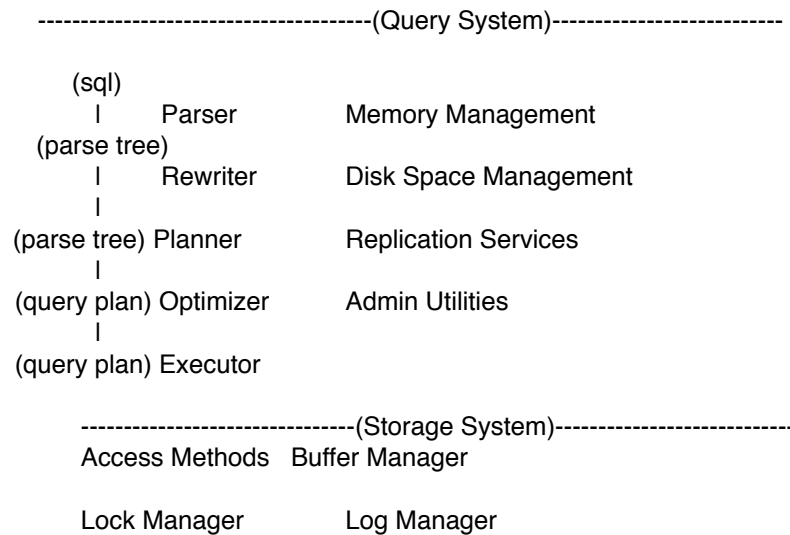 ---------------------------------------(Query System)---------------------------
(sql)
| Parser Memory Management
(parse tree)
| Rewriter Disk Space Management
|
(parse tree) Planner Replication Services
|
(query plan) Optimizer Admin Utilities
|
(query plan) Executor
--------------------------------(Storage System)----------------------------
Access Methods Buffer Manager
Lock Manager Log Manager